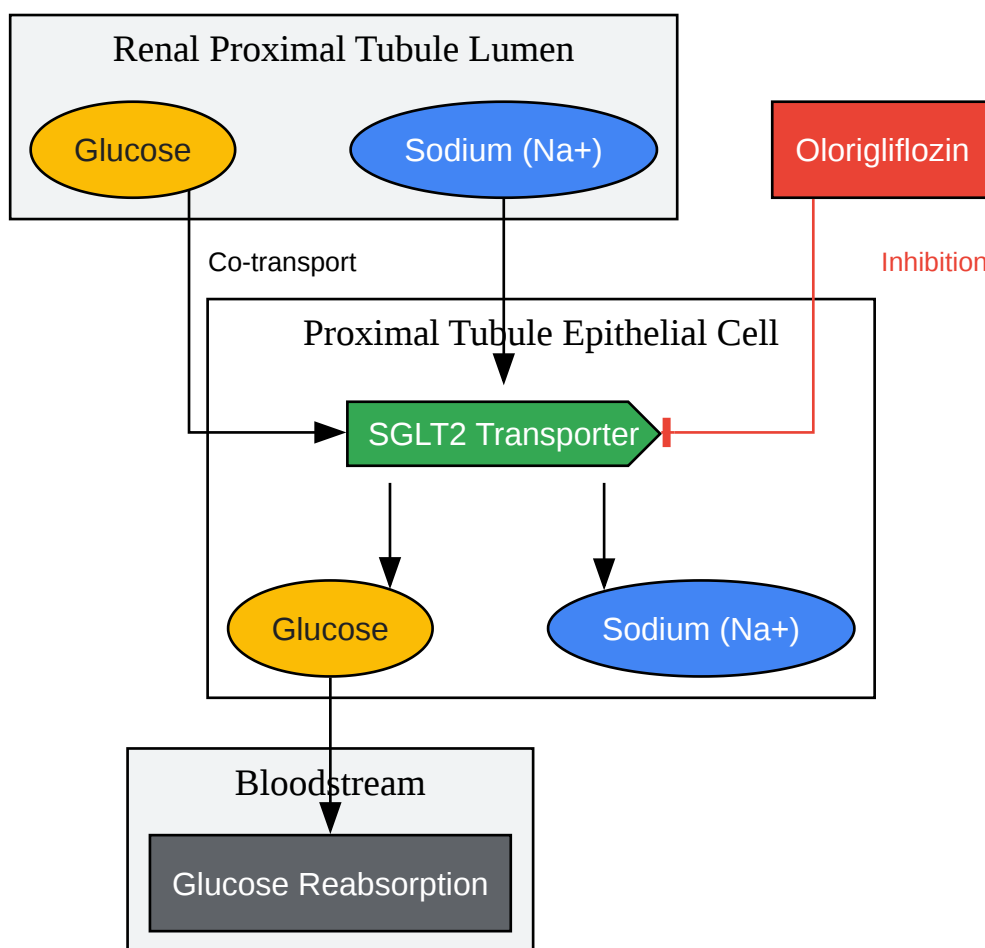 Renal Proximal Tubule Lumen
Glucose
Sodium (Na+)
Olorigliflozin
Co-transport
Inhibition
Proximal Tubule Epithelial Cell
SGLT2 Transporter
Glucose
Sodium (Na+)
Bloodstream
Glucose Reabsorption